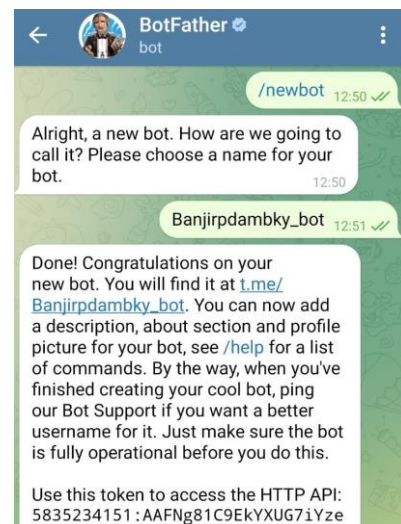 BotFather
bot
/newbot 12:50
Alright, a new bot. How are we going to
call it? Please choose a name for your
bot.
12:50
Banjirpdambky_bot 12:51
Done! Congratulations on your
new bot. You will find it at t.me/
Banjirpdambky_bot. You can now add
a description, about section and profile
picture for your bot, see /help for a list
of commands. By the way, when you've
finished creating your cool bot, ping
our Bot Support if you want a better
username for it. Just make sure the bot
is fully operational before you do this.
Use this token to access the HTTP API:
5835234151:AAFNg81C9EkYXUG7iYze